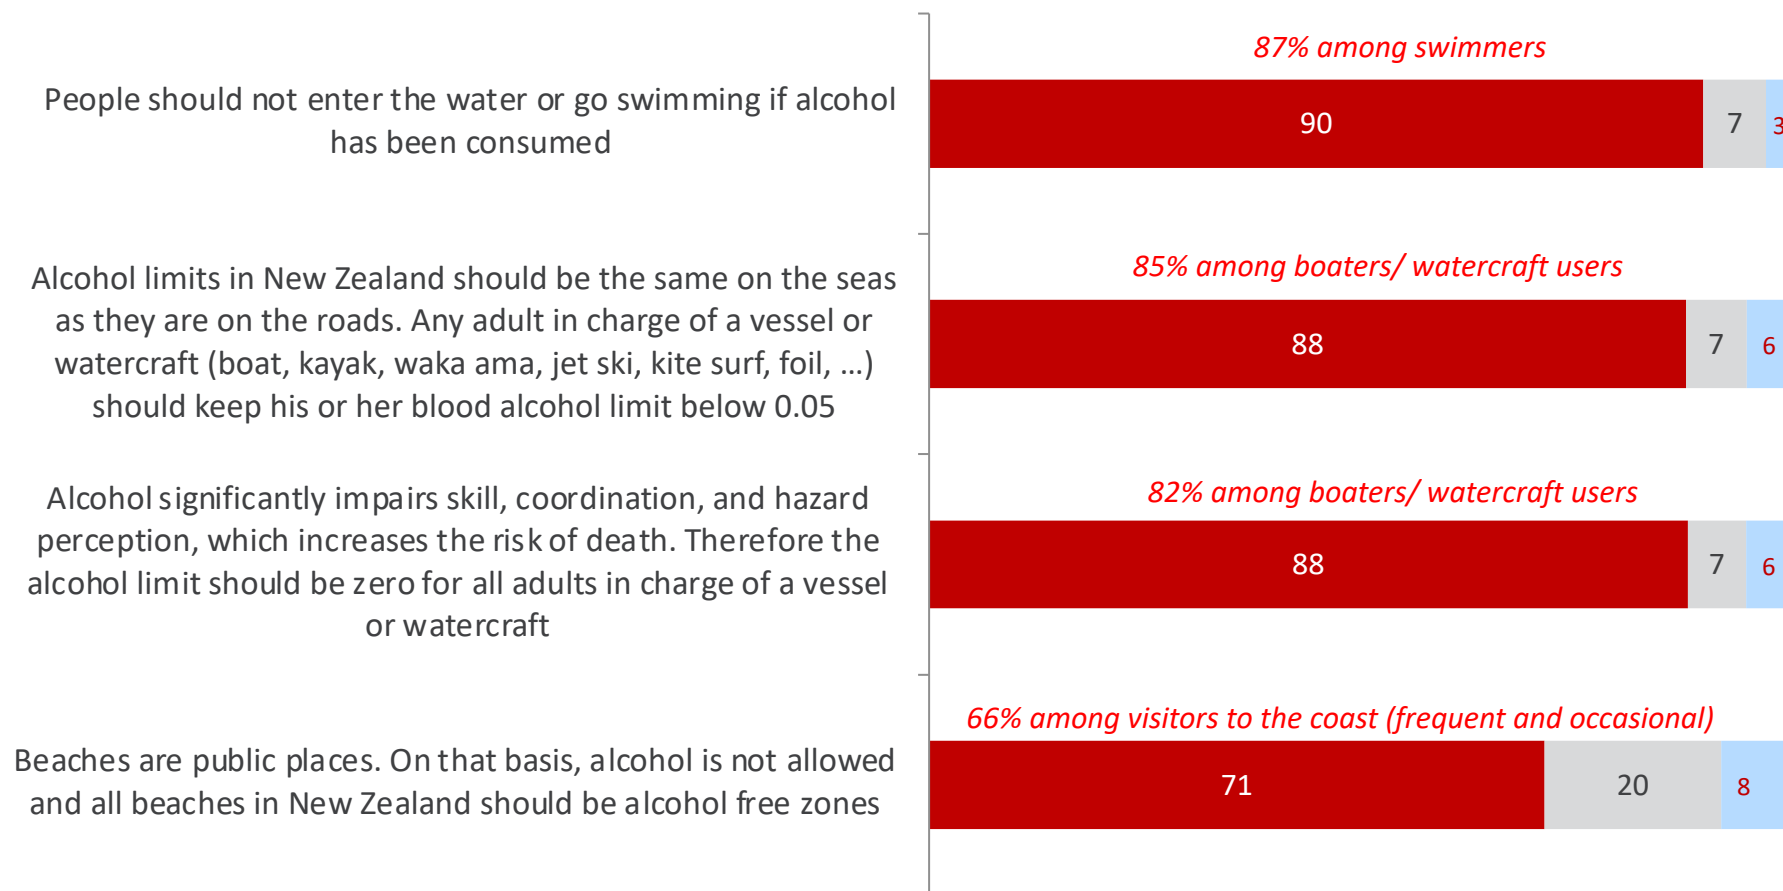 87% among swimmers
People should not enter the water or go swimming if alcohol
has been consumed
90 7 3
85% among boaters/ watercraft users
Alcohol limits in New Zealand should be the same on the seas
as they are on the roads. Any adult in charge of a vessel or
watercraft (boat, kayak, waka ama, jet ski, kite surf, foil, …)
should keep his or her blood alcohol limit below 0.05
88 7 6
82% among boaters/ watercraft users
Alcohol significantly impairs skill, coordination, and hazard
perception, which increases the risk of death. Therefore the
alcohol limit should be zero for all adults in charge of a vessel
or watercraft
88 7 6
66% among visitors to the coast (frequent and occasional)
Beaches are public places. On that basis, alcohol is not allowed
and all beaches in New Zealand should be alcohol free zones
71 20 8